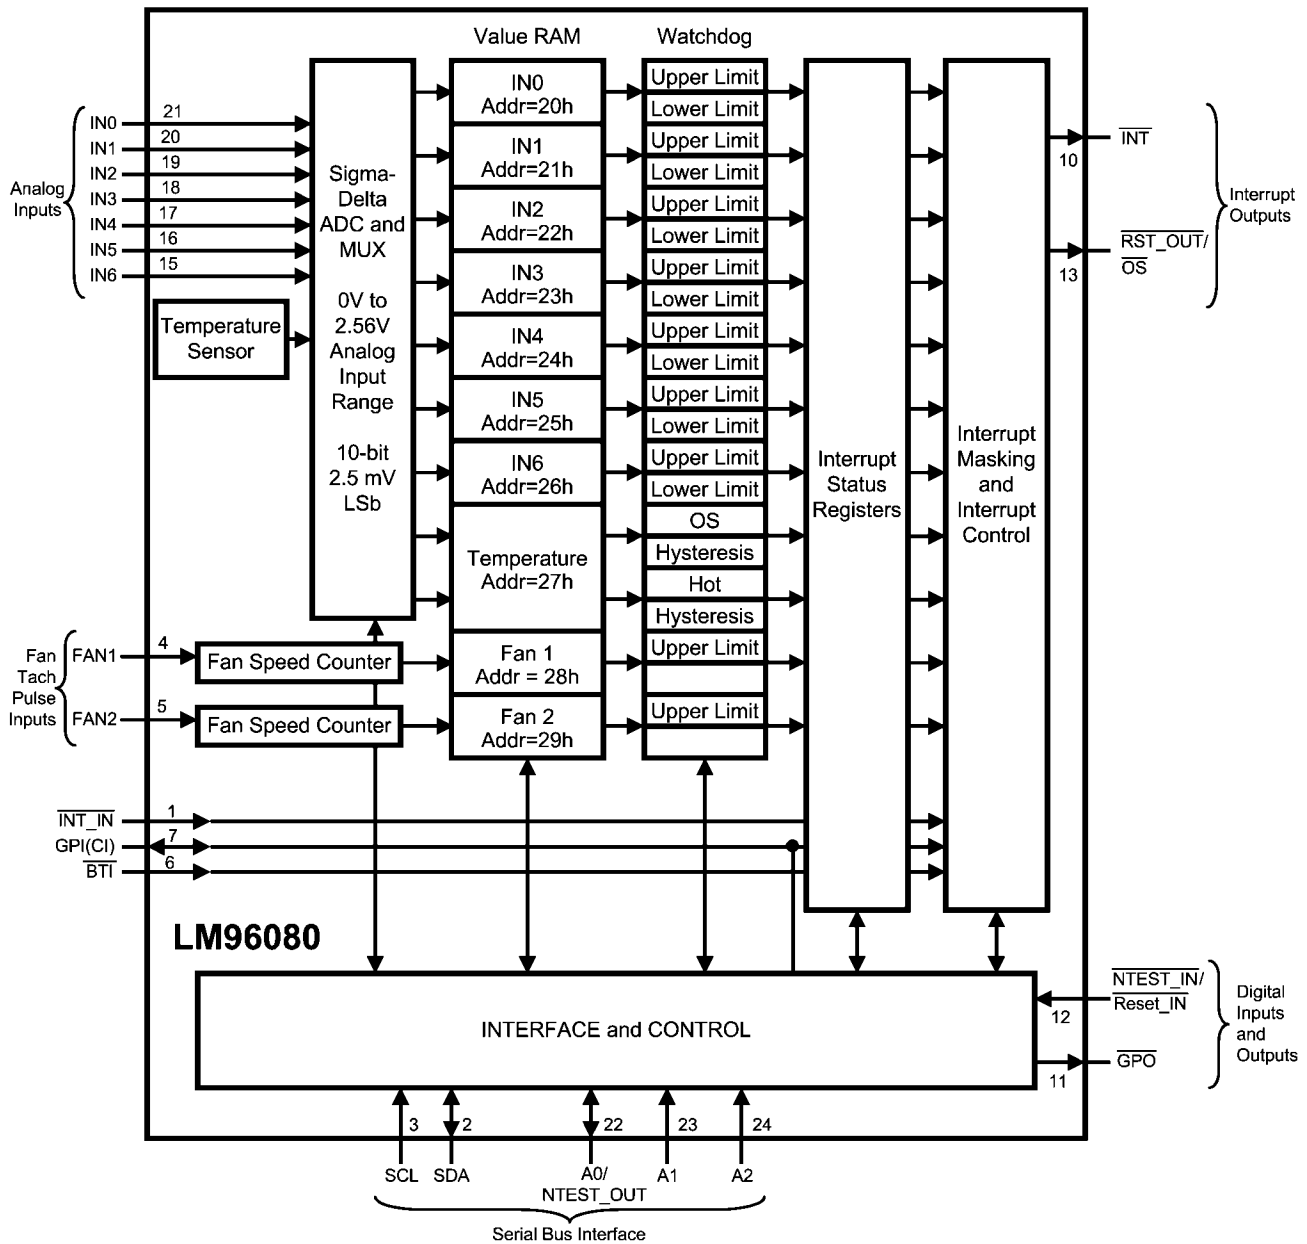 Value RAM
Watchdog
Analog
Inputs
IN0
21
IN1
20
IN2
19
IN3
18
IN4
17
IN5
16
IN6
15
Temperature
Sensor
Sigma-
Delta
ADC and
MUX
0V to
2.56V
Analog
Input
Range
10-bit
2.5 mV
LSb
IN0
Addr=20h
IN1
Addr=21h
IN2
Addr=22h
IN3
Addr=23h
IN4
Addr=24h
IN5
Addr=25h
IN6
Addr=26h
Temperature
Addr=27h
Fan 1
Addr = 28h
Fan 2
Addr=29h
Upper Limit
Lower Limit
Upper Limit
Lower Limit
Upper Limit
Lower Limit
Upper Limit
Lower Limit
Upper Limit
Lower Limit
Upper Limit
Lower Limit
Upper Limit
Lower Limit
OS
Hysteresis
Hot
Hysteresis
Upper Limit
Upper Limit
Interrupt
Status
Registers
Interrupt
Masking
and
Interrupt
Control
INT
10
RST_OUT/
OS
13
Interrupt
Outputs
Fan
Tach
Pulse
Inputs
FAN1
4
Fan Speed Counter
FAN2
5
Fan Speed Counter
INT_IN
1
GPI(CI)
7
BTI
6
LM96080
INTERFACE and CONTROL
NTEST_IN/
Reset_IN
12
GPO
11
Digital
Inputs
and
Outputs
3
2
22
23
24
SCL
SDA
A0/
NTEST_OUT
A1
A2
Serial Bus Interface